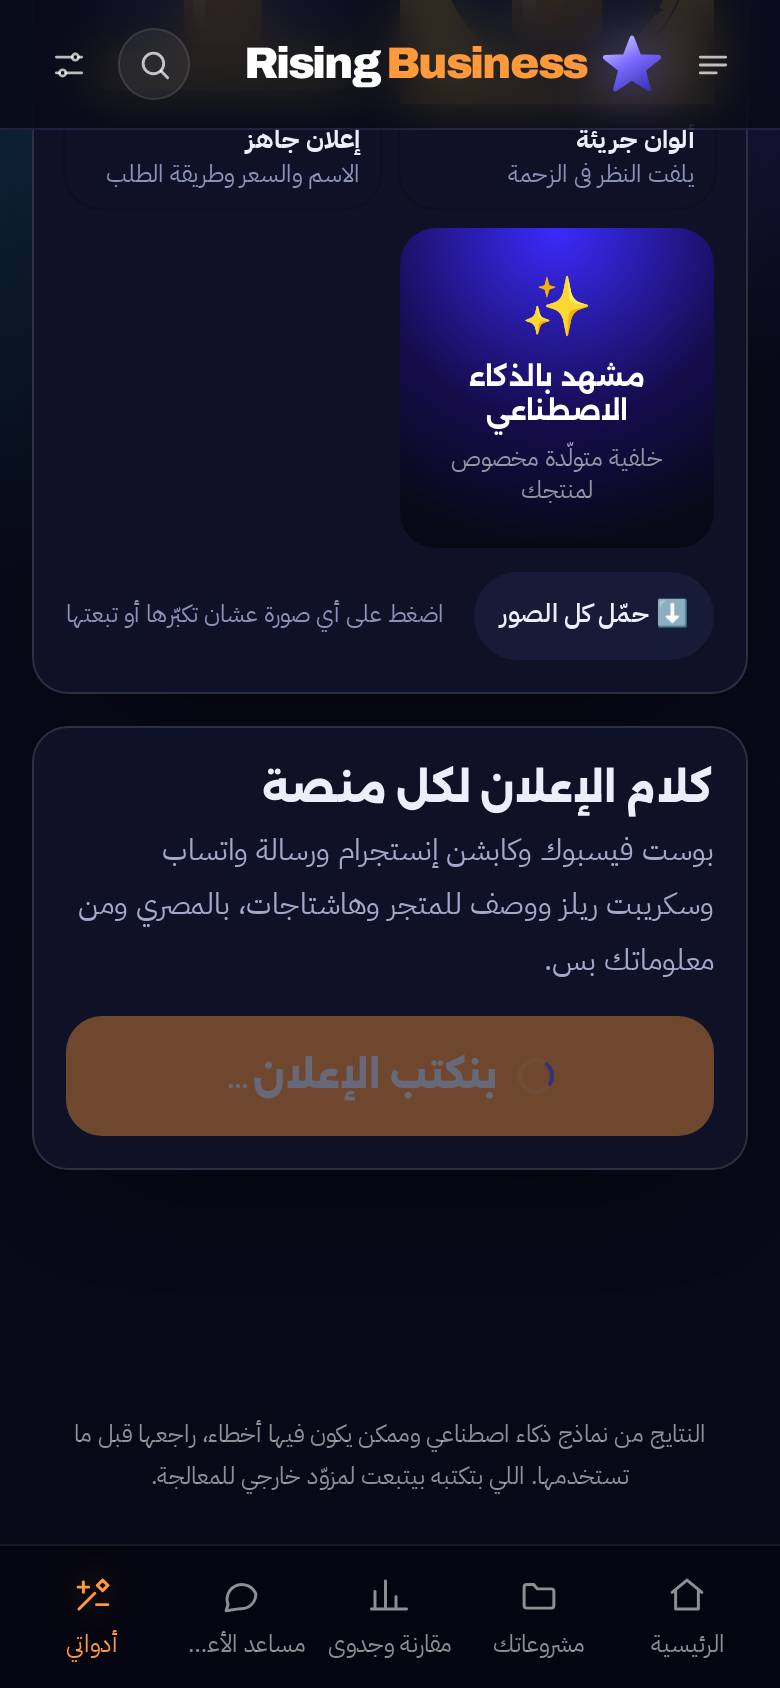 Rising Business
ألوان جريئة
يلفت النظر في الزحمة
إعلان جاهز
الاسم والسعر وطريقة الطلب
مشهد بالذكاء
الاصطناعي
خلفية متولّدة مخصوص
لمنتجك
حمّل كل الصور
اضغط على أي صورة عشان تكبّرها أو تبعتها
كلام الإعلان لكل منصة
بوست فيسبوك وكابشن إنستجرام ورسالة واتساب
وسكريبت ريلز ووصف للمتجر وهاشتاجات، بالمصري ومن
معلوماتك بس.
بنكتب الإعلان...
النتايج من نماذج ذكاء اصطناعي وممكن يكون فيها أخطاء، راجعها قبل ما
تستخدمها. اللي بتكتبه بيتبعت لمزوّد خارجي للمعالجة.
الرئيسية
مشروعاتك
مقارنة وجدوى
مساعد الأع...
أدواتي